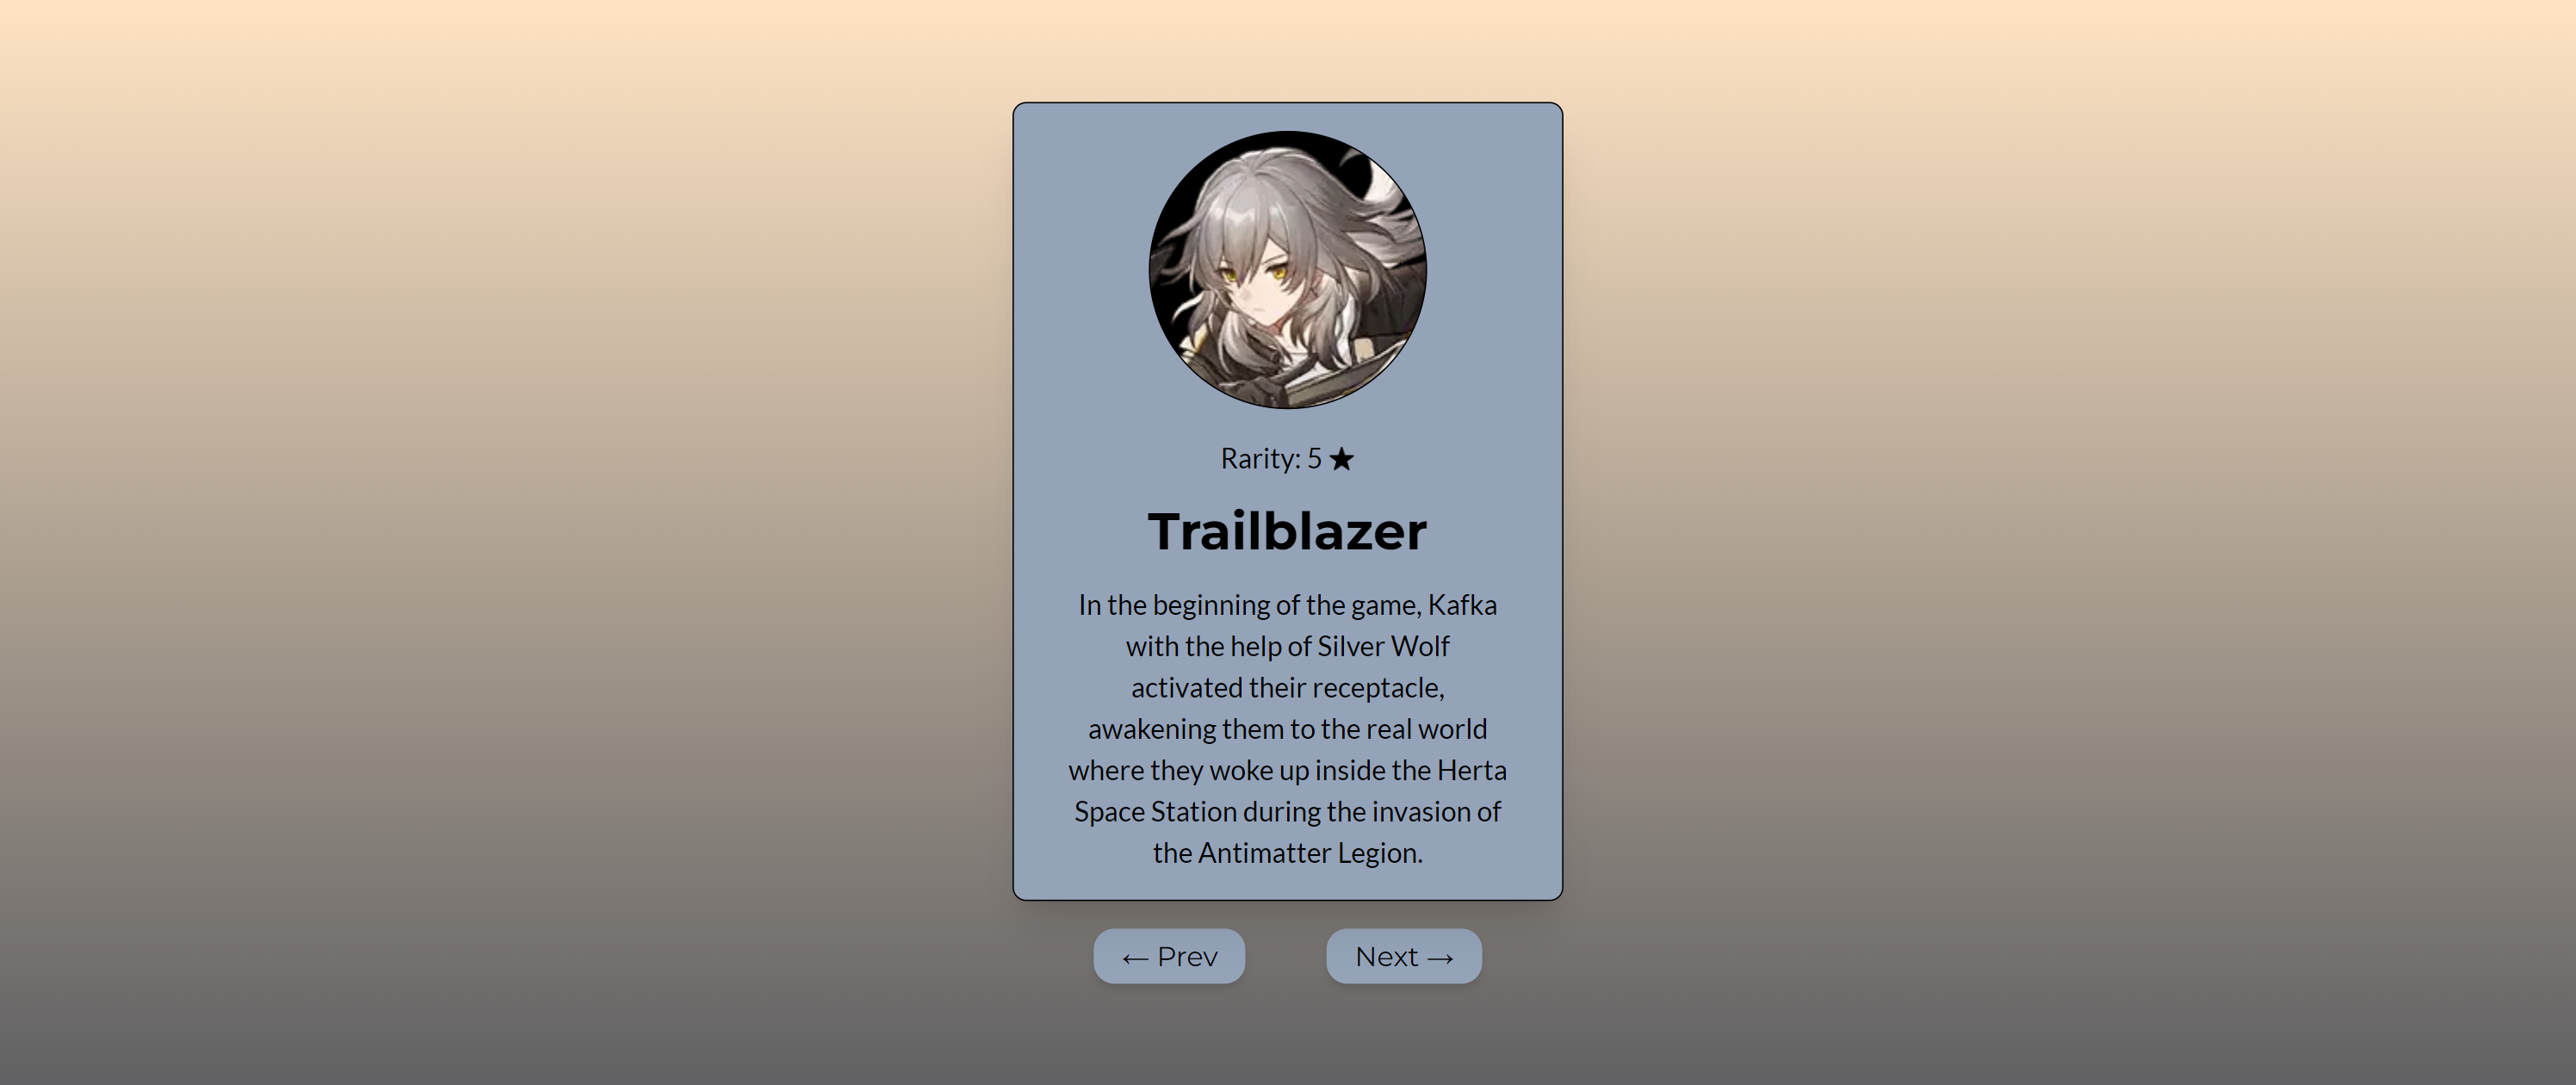 Rarity: 5 ★
Trailblazer
In the beginning of the game, Kafka
with the help of Silver Wolf
activated their receptacle,
awakening them to the real world
where they woke up inside the Herta
Space Station during the invasion of
the Antimatter Legion.
← Prev
Next →